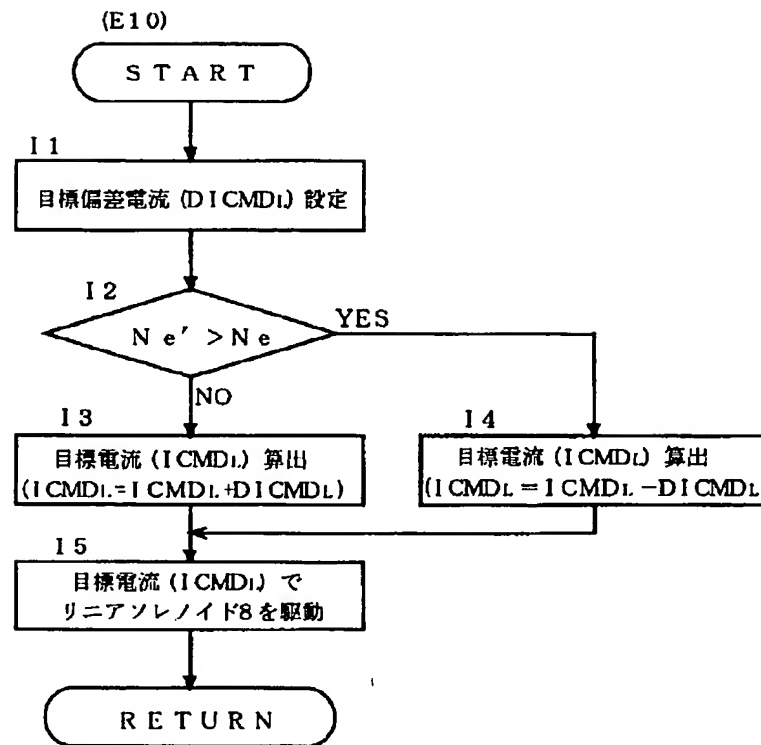 (E10)
START
I1
目標偏差電流(DICMDL)設定
I2
Ne'>Ne
YES
NO
I3
目標電流(ICMDL)算出
(ICMDL=ICMDL+DICMDL)
I4
目標電流(ICMDL)算出
(ICMDL=ICMDL-DICMDL
I5
目標電流(ICMDL)で
リニアソレノイド8を駆動
RETURN